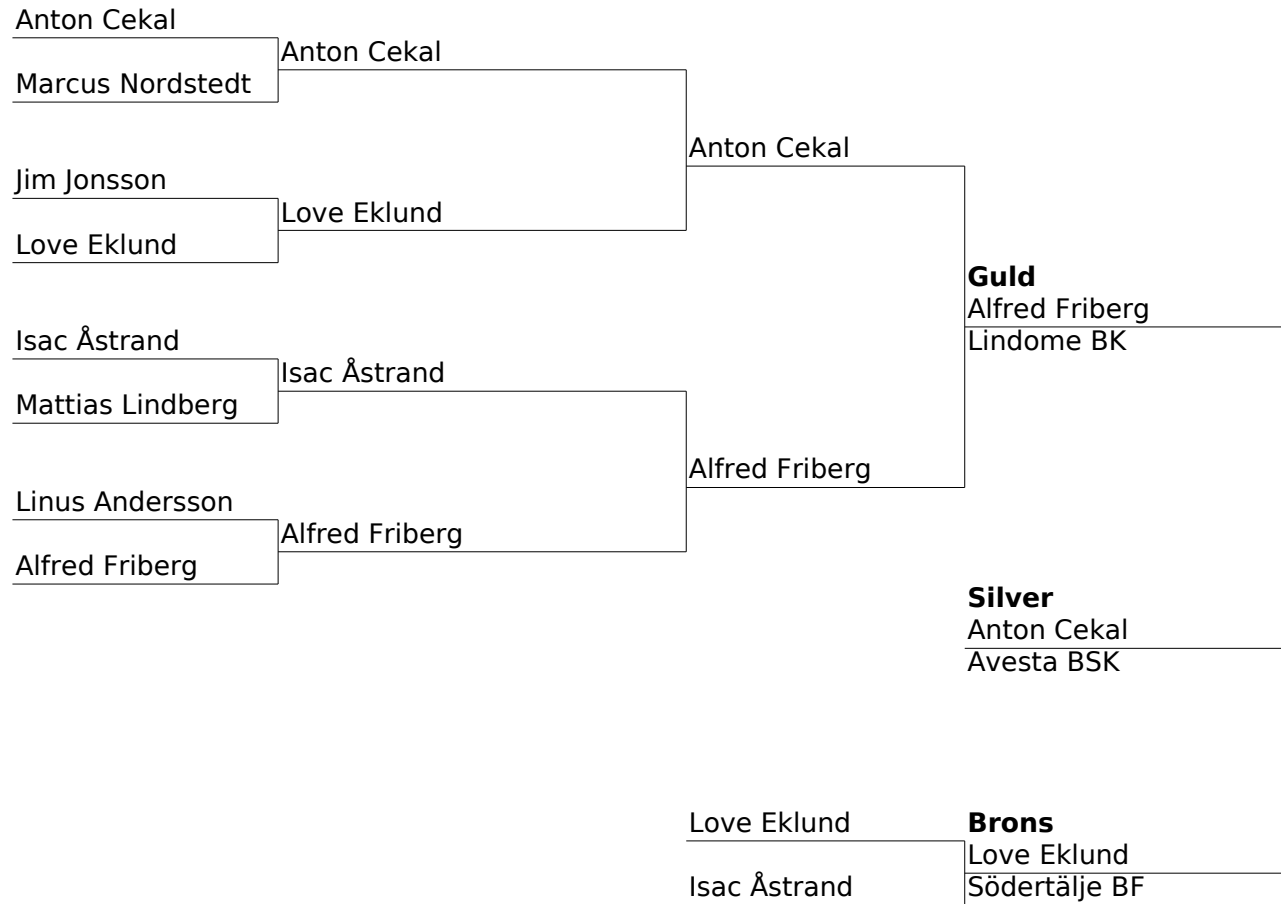 Anton Cekal
Anton Cekal
Marcus Nordstedt
Anton Cekal
Jim Jonsson
Love Eklund
Love Eklund
Guld
Alfred Friberg
Lindome BK
Isac Åstrand
Isac Åstrand
Mattias Lindberg
Alfred Friberg
Linus Andersson
Alfred Friberg
Alfred Friberg
Silver
Anton Cekal
Avesta BSK
Love Eklund
Brons
Love Eklund
Isac Åstrand
Södertälje BF